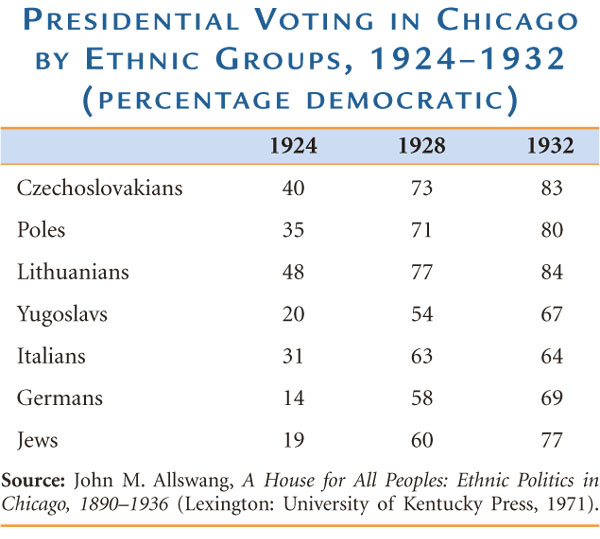 PRESIDENTIAL VOTING IN CHICAGO
BY ETHNIC GROUPS, 1924–1932
(PERCENTAGE DEMOCRATIC)
1924 1928 1932
Czechoslovakians 40 73 83
Poles 35 71 80
Lithuanians 48 77 84
Yugoslavs 20 54 67
Italians 31 63 64
Germans 14 58 69
Jews 19 60 77
Source: John M. Allswang, A House for All Peoples: Ethnic Politics in
Chicago, 1890–1936 (Lexington: University of Kentucky Press, 1971).